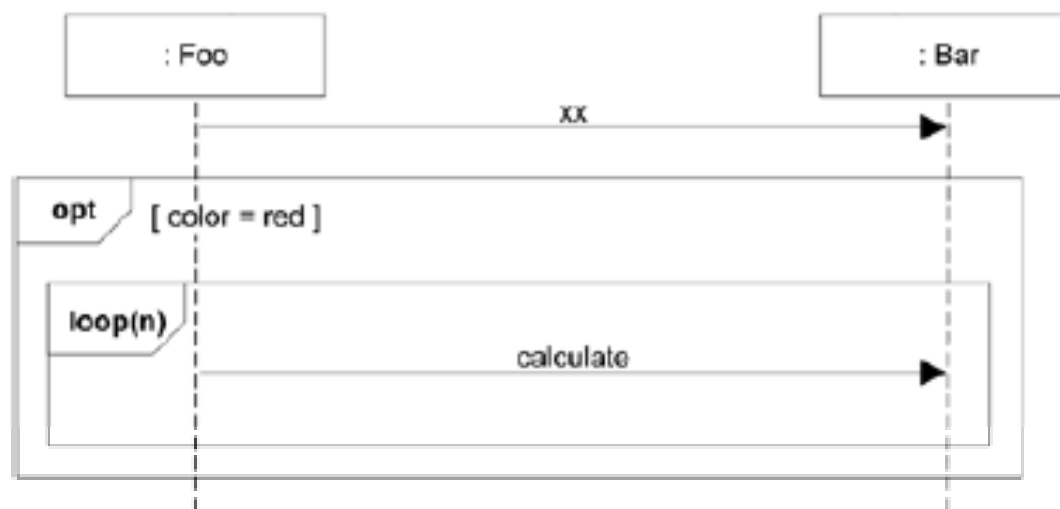 : Foo
: Bar
xx
opt
[ color = red ]
loop(n)
calculate